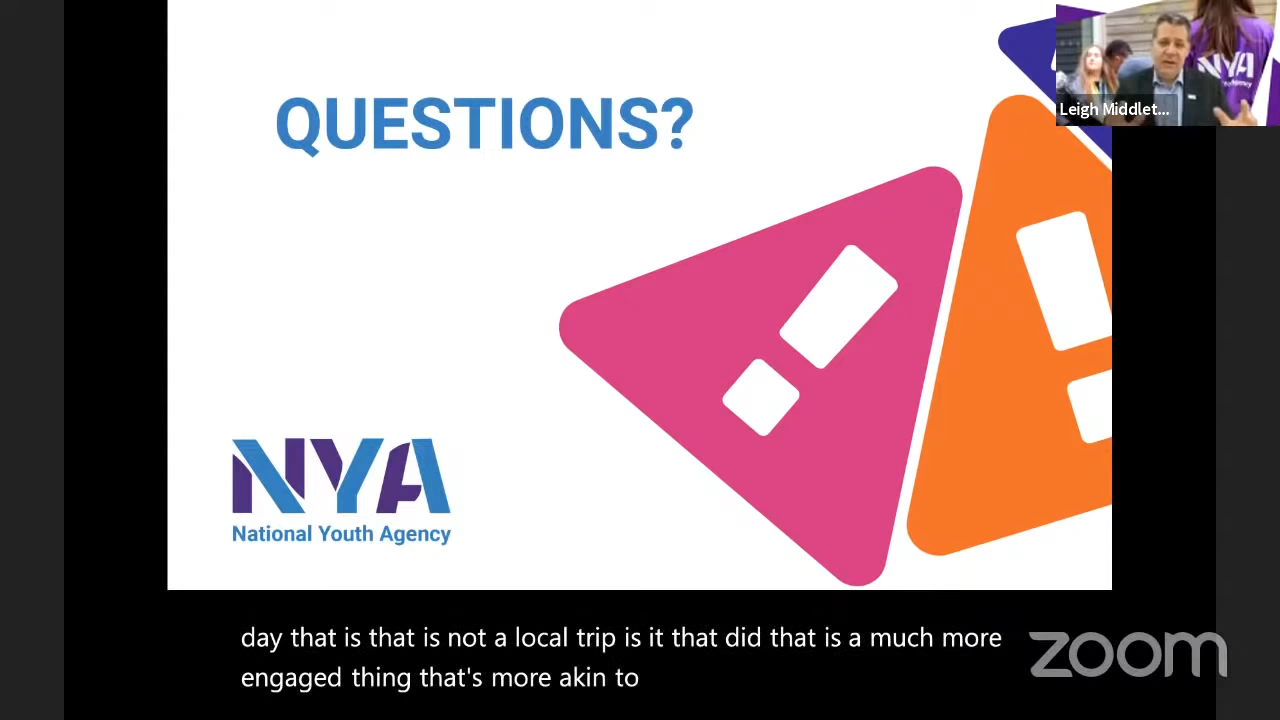 QUESTIONS?
NYA
Leigh Middlet...
NYA
National Youth Agency
day that is that is not a local trip is it that did that is a much more
engaged thing that's more akin to
zoom